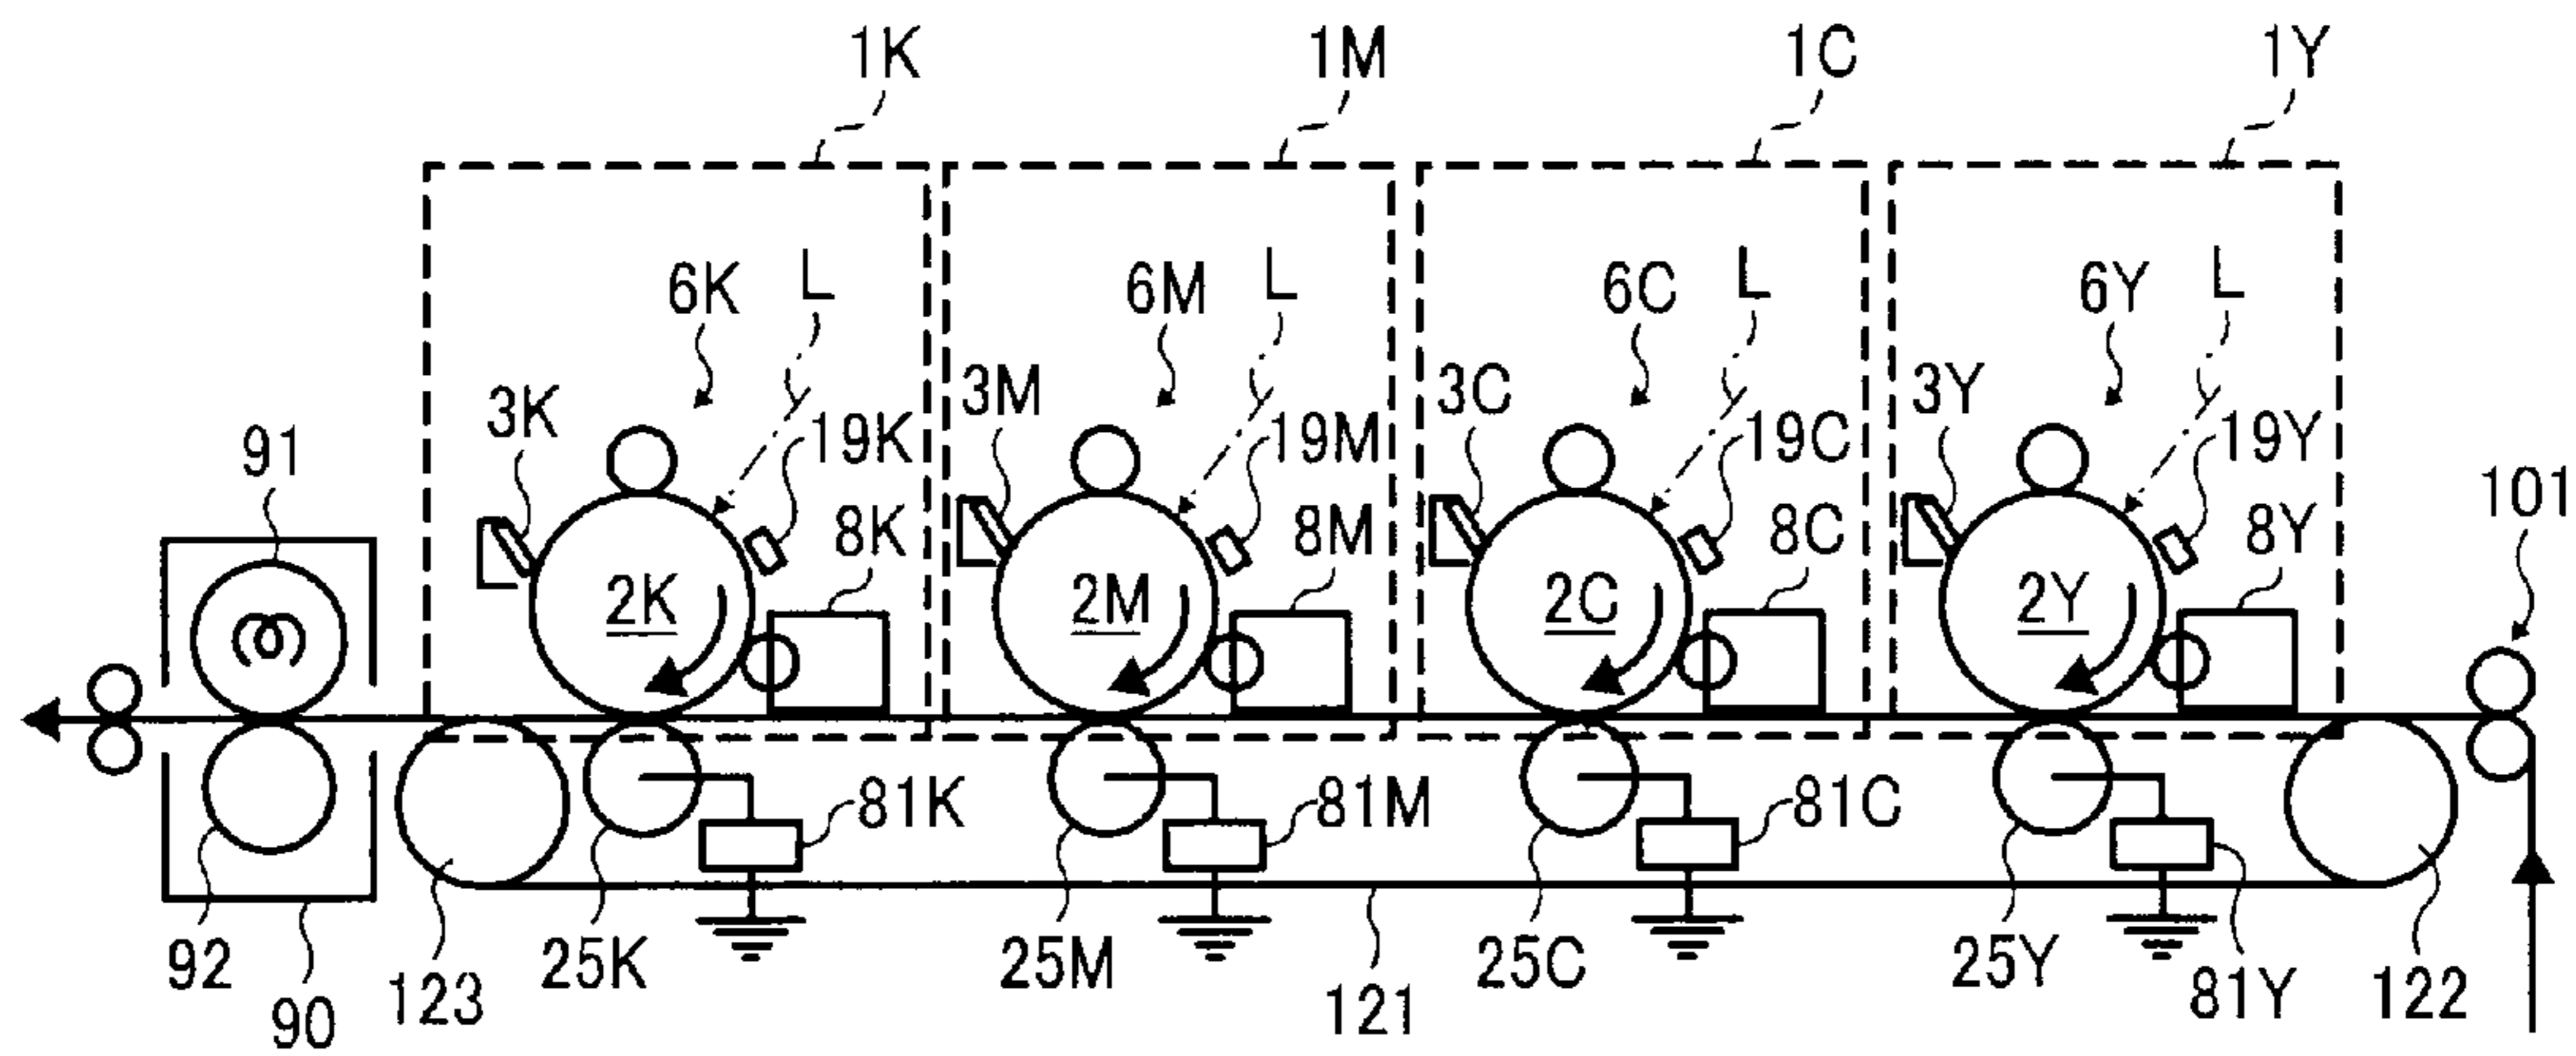 1K 1M 1C 1Y
6K L 6M L 6C L 6Y L
3K 19K 3M 19M 3C 19C 3Y 19Y
91 8K 8M 8C 8Y 101
2K 2M 2C 2Y
81K 81M 81C
92 123 25K 25M 25C 25Y 81Y 122
90 121